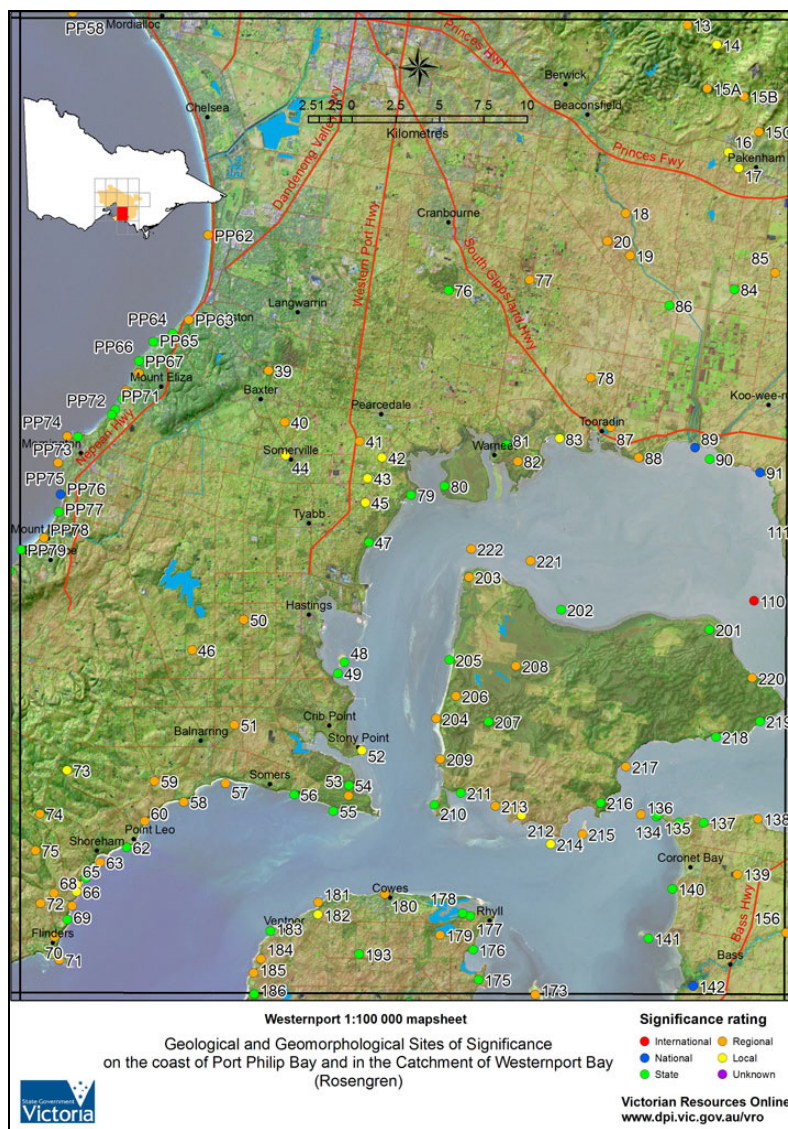 PP58
Mordialloc
Princes Hwy
13
14
Berwick
Beaconsfield
15A
15B
15C
Chelsea
2.51.25 0 2.5 5 7.5 10
Kilometres
Dandenong Valley Hwy
Princes Fwy
16
Pakenham
17
Cranbourne
18
20
19
PP62
Western Port Hwy
South Gippsland Hwy
85
77
84
76
86
Langwarrin
PP64
PP63
PP65
PP66
PP67
Mount Eliza
39
Baxter
78
PP71
PP72
Nepean Hwy
Pearcedale
Tooradin
PP74
40
41
81
83
87
89
PP73
Somerville
44
42
82
88
90
91
PP75
43
80
PP76
45
79
PP77
Tyabb
PP78
47
222
221
111
PP79
203
110
Hastings
202
50
201
46
48
205
208
49
220
206
51
Crib Point
204
207
219
Balnarring
Stony Point
52
218
73
209
217
59
57
Somers
53
54
211
74
58
56
210
213
216
136
60
55
212
215
134
135
137
138
Point Leo
75
Shoreham
62
214
63
Coronet Bay
65
139
68
66
140
72
181
Cowes
180
178
Bass Hwy
69
182
Rhyll
156
Flinders
183
177
179
141
70
184
193
176
Bass
71
185
175
142
186
173
Westernport 1:100 000 mapsheet
Geological and Geomorphological Sites of Significance
on the coast of Port Philip Bay and in the Catchment of Westernport Bay
(Rosengren)
Significance rating
International
Regional
National
Local
State
Unknown
State Government
Victoria
Victorian Resources Online
www.dpi.vic.gov.au/vro